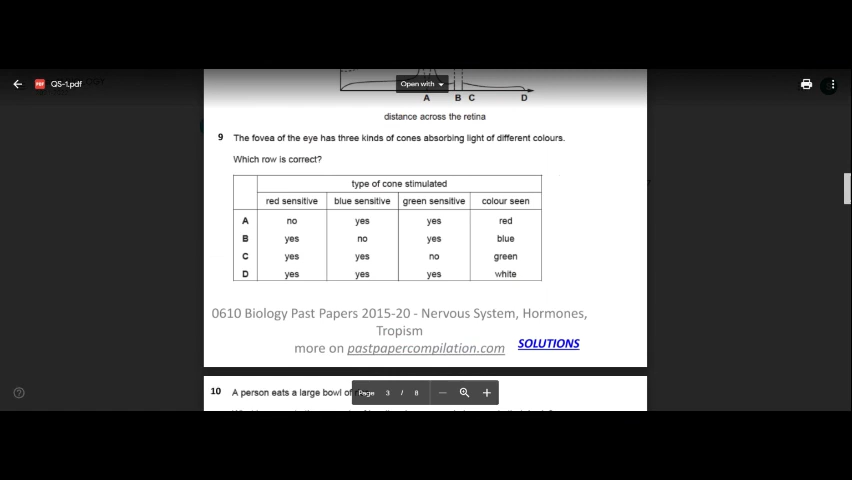 QS-1.pdf
Open with
A B C D
distance across the retina
9 The fovea of the eye has three kinds of cones absorbing light of different colours.
Which row is correct?
type of cone stimulated
red sensitive blue sensitive green sensitive colour seen
A no yes yes red
B yes no yes blue
C yes yes no green
D yes yes yes white
0610 Biology Past Papers 2015-20 - Nervous System, Hormones,
Tropism
more on pastpapercompilation.com SOLUTIONS
10 A person eats a large bowl of
Page 3 / 8